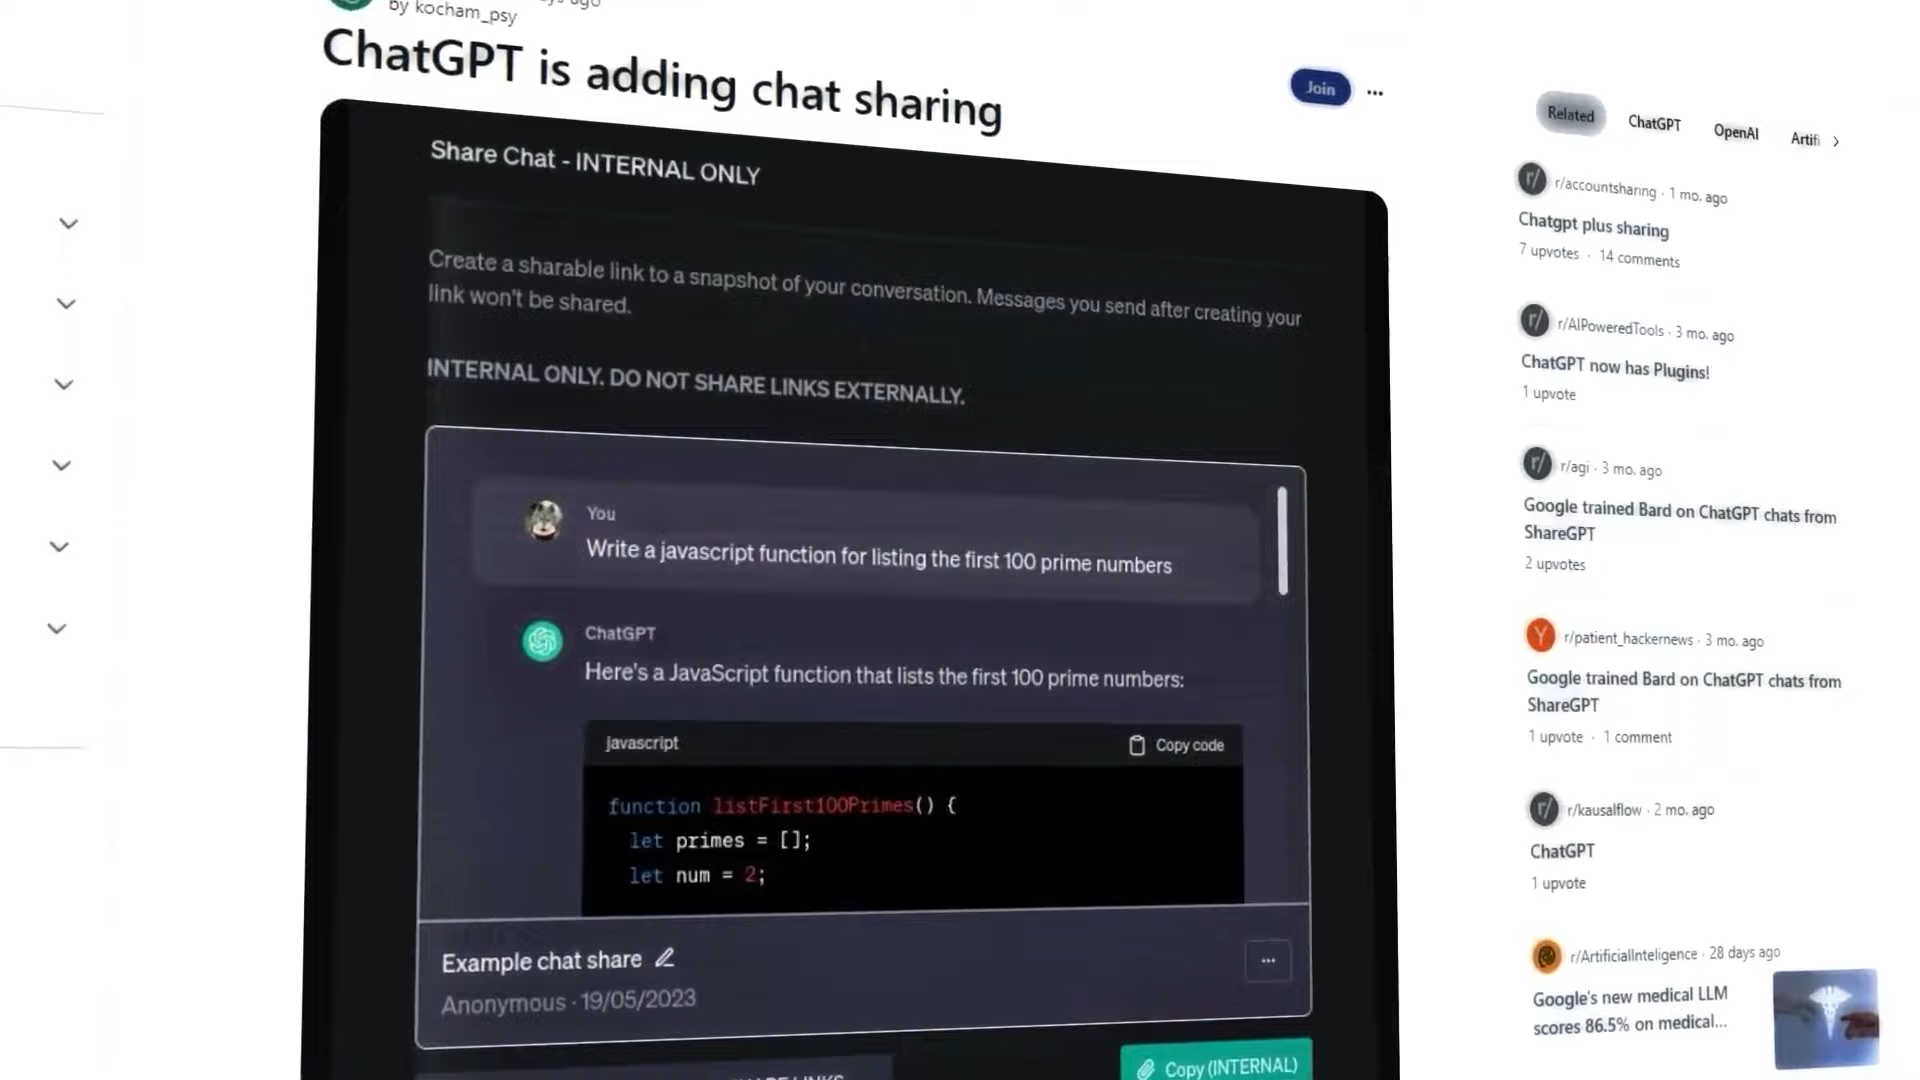 by kocham_psy
ago
ChatGPT is adding chat sharing
Join
Share Chat - INTERNAL ONLY
Create a sharable link to a snapshot of your conversation. Messages you send after creating your
link won't be shared.
INTERNAL ONLY. DO NOT SHARE LINKS EXTERNALLY.
You
Write a javascript function for listing the first 100 prime numbers
ChatGPT
Here's a JavaScript function that lists the first 100 prime numbers:
javascript
Copy code
function listFirst100Primes() {
let primes = [];
let num = 2;
Example chat share
Anonymous · 19/05/2023
Copy (INTERNAL)
Related
ChatGPT
OpenAI
Artifi
r/accountsharing · 1 mo. ago
Chatgpt plus sharing
7 upvotes · 14 comments
r/AIPoweredTools · 3 mo. ago
ChatGPT now has Plugins!
1 upvote
r/agi · 3 mo. ago
Google trained Bard on ChatGPT chats from
ShareGPT
2 upvotes
r/patient_hackernews · 3 mo. ago
Google trained Bard on ChatGPT chats from
ShareGPT
1 upvote · 1 comment
r/kausalflow · 2 mo. ago
ChatGPT
1 upvote
r/ArtificialInteligence · 28 days ago
Google's new medical LLM
scores 86.5% on medical...